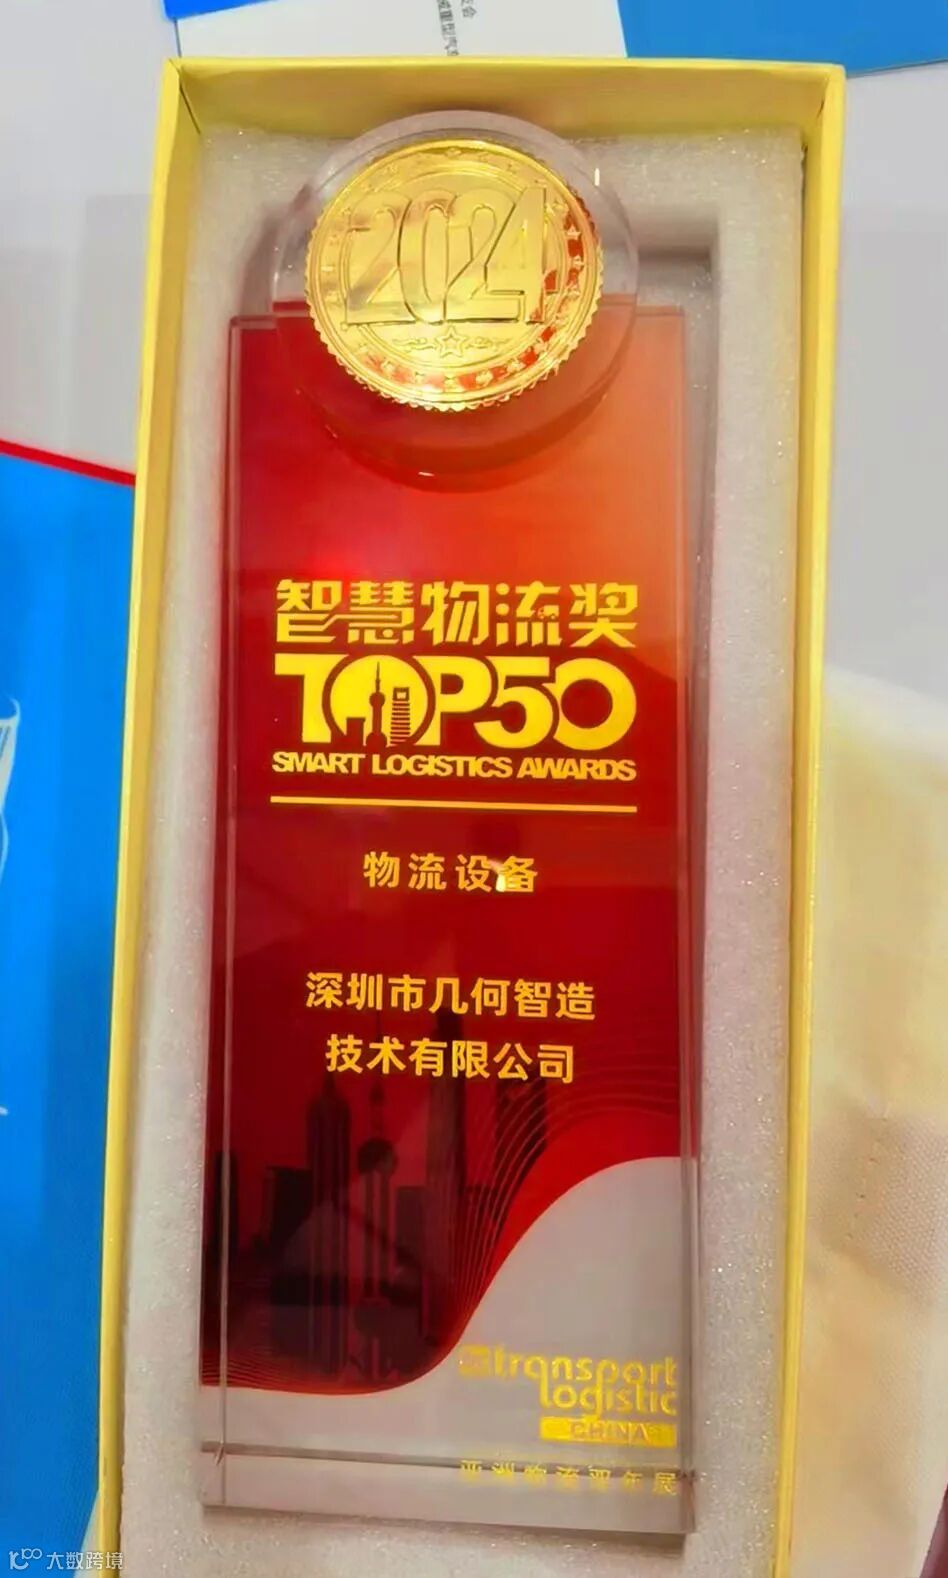 2024
智慧物流奖
TOP50
SMART LOGISTICS AWARDS
物流设备
深圳市几何智造
技术有限公司
transport
logistic
CHINA
亚洲物流双年展
大数跨境